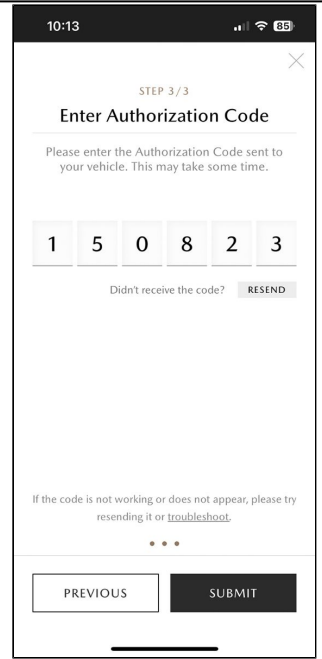 10:13
85
STEP 3/3
Enter Authorization Code
Please enter the Authorization Code sent to
your vehicle. This may take some time.
1 5 0 8 2 3
Didn't receive the code? RESEND
If the code is not working or does not appear, please try
resending it or troubleshoot.
PREVIOUS SUBMIT